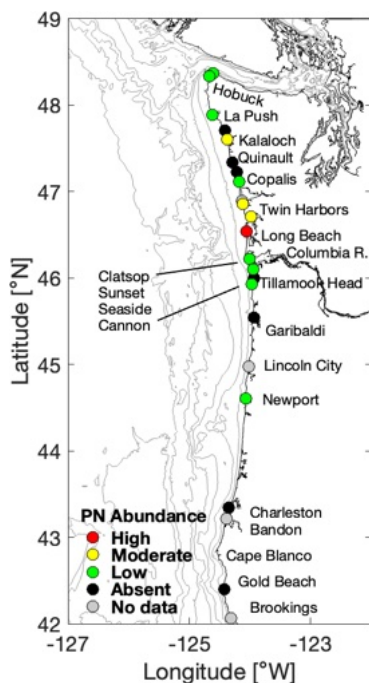 49
48
47
46
45
44
43
42
Latitude [°N]
Hobuck
La Push
Kalaloch
Quinault
Copalis
Twin Harbors
Long Beach
Columbia R.
Clatsop
Sunset
Seaside
Cannon
Tillamook Head
Garibaldi
Lincoln City
Newport
Charleston
Bandon
Cape Blanco
Gold Beach
Brookings
PN Abundance
High
Moderate
Low
Absent
No data
-127
-125
-123
Longitude [°W]